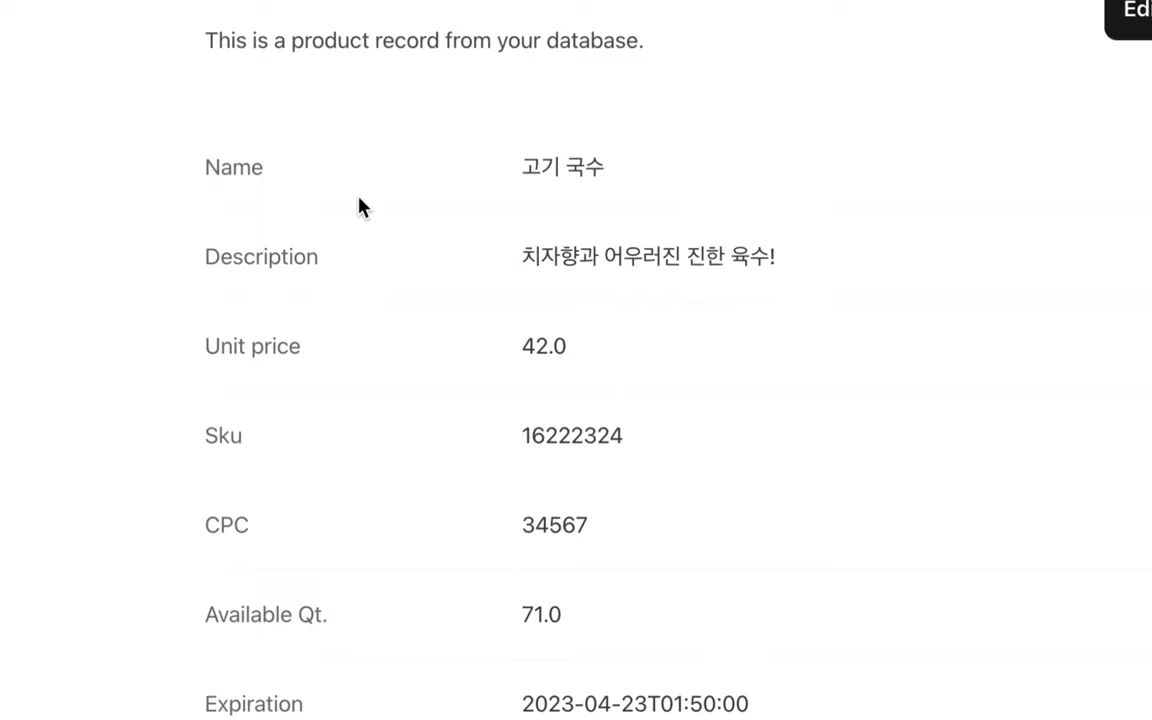 Edi
This is a product record from your database.
Name 고기 국수
Description 치자향과 어우러진 진한 육수!
Unit price 42.0
Sku 16222324
CPC 34567
Available Qt. 71.0
Expiration 2023-04-23T01:50:00